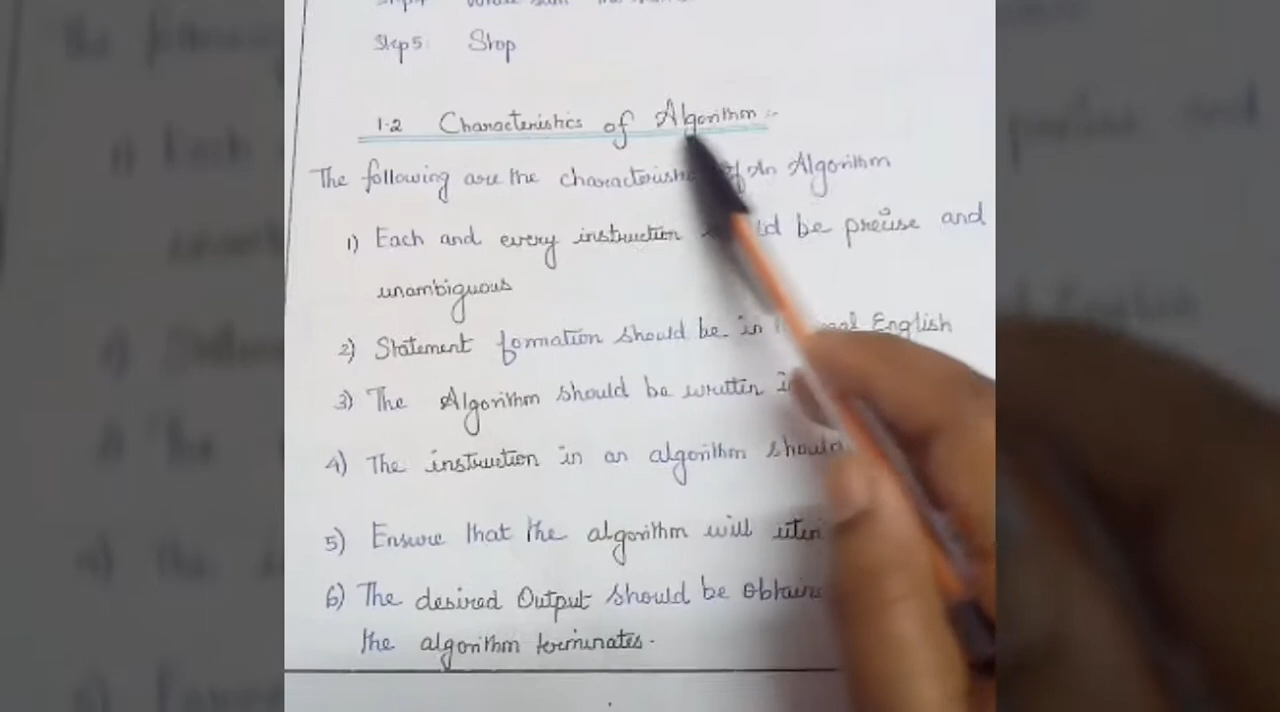 Step 5: Stop
1.2 Characteristics of Algorithm :-
The following are the of An Algorithm
1) Each and every instruction be precise and
unambiguous
2) Statement formation should be in English
3) The Algorithm should be written
4) The instruction in an algorithm should
5) Ensure that the algorithm will
6) The desired Output should be
the algorithm terminates.